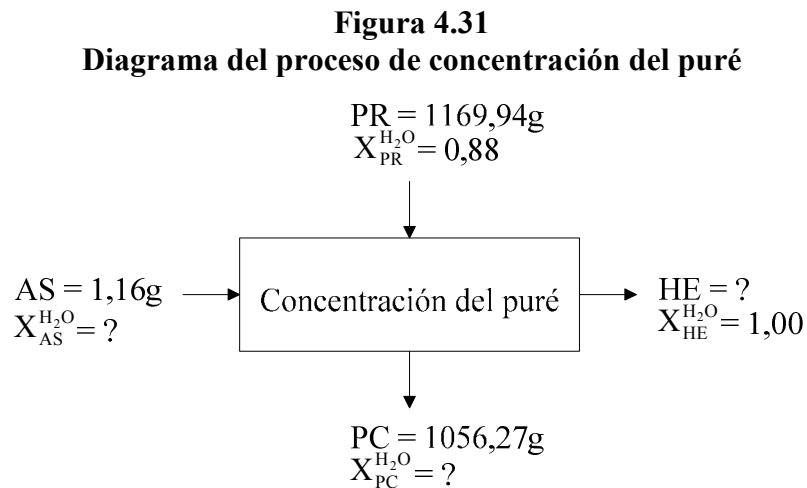 Figura 4.31
Diagrama del proceso de concentración del puré
PR = 1169,94g
X_PR^H₂O = 0,88
AS = 1,16g
X_AS^H₂O = ?
Concentración del puré
HE = ?
X_HE^H₂O = 1,00
PC = 1056,27g
X_PC^H₂O = ?